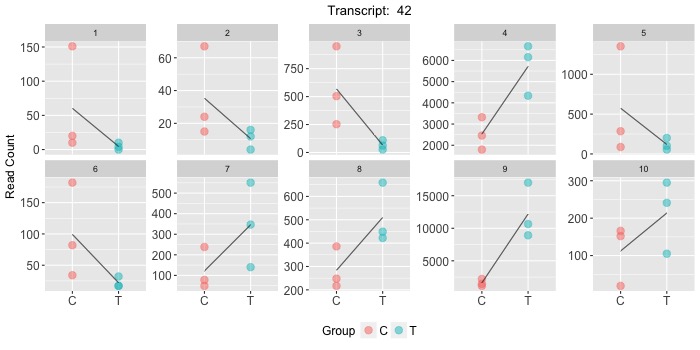 Transcript: 42
Read Count
1 2 3 4 5
150 100 50 0
60 40 20
750 500 250 0
6000 5000 4000 3000 2000
1000 500 0
6 7 8 9 10
150 100 50
500 400 300 200 100
600 500 400 300 200
15000 10000 5000
300 200 100
C T C T C T C T C T
Group C T